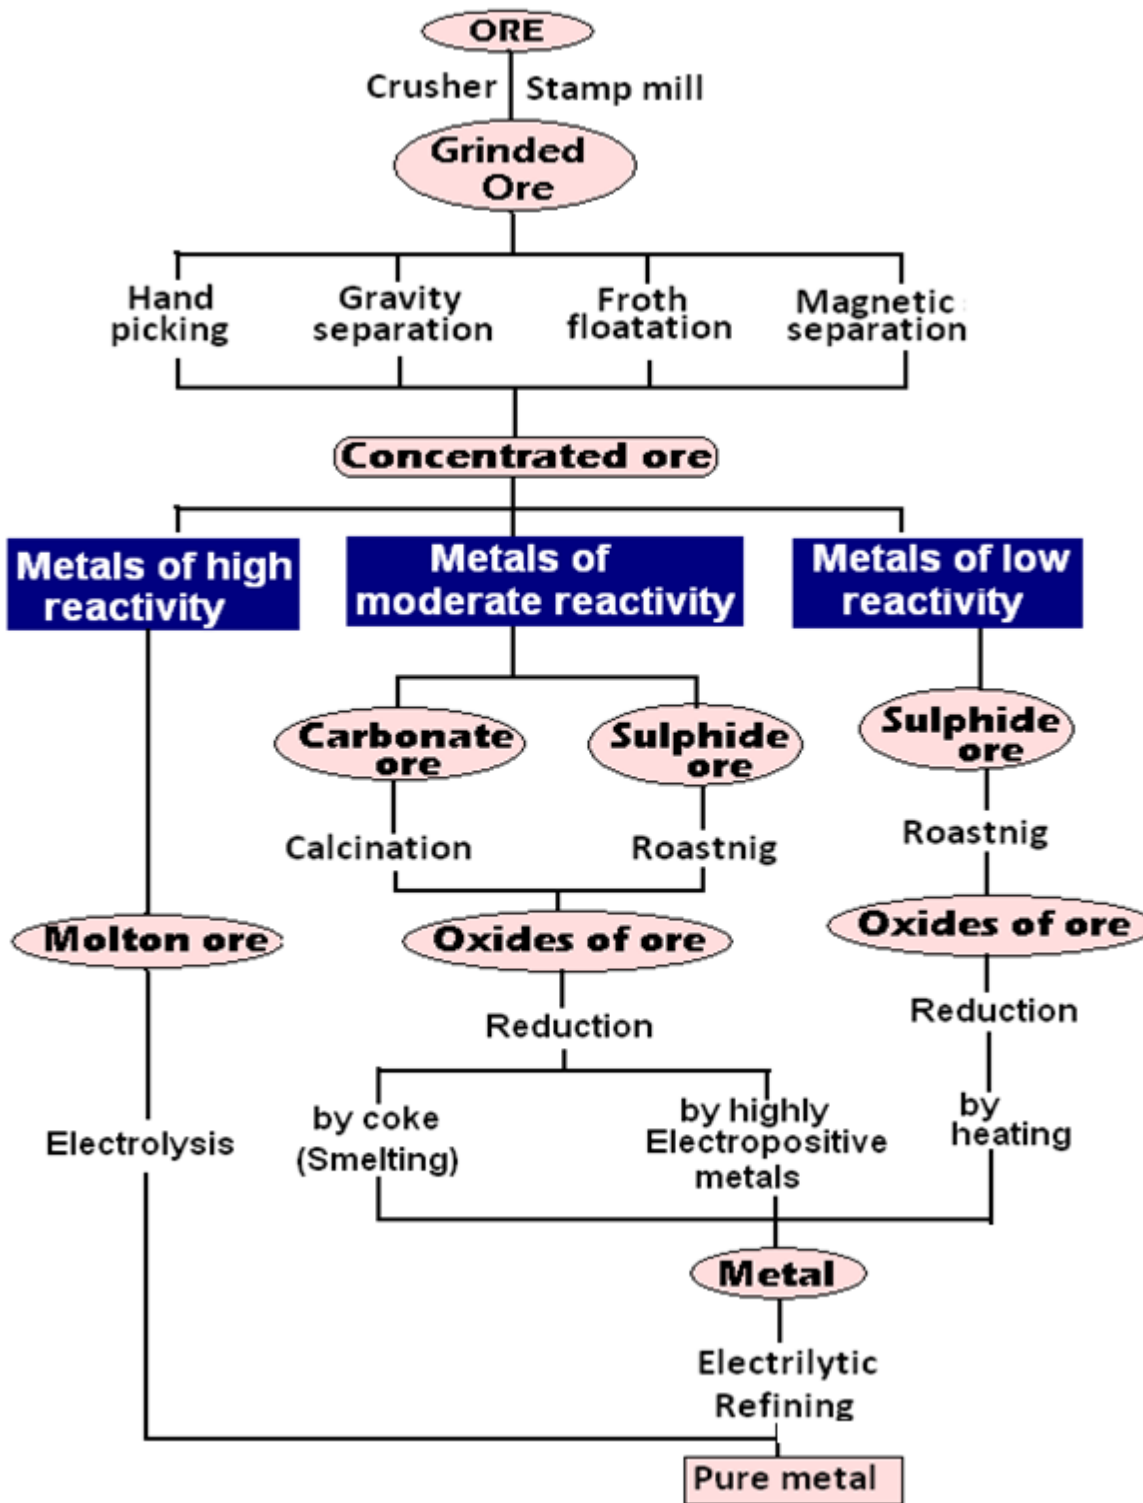 ORE
Crusher Stamp mill
Grinded
Ore
Hand
picking
Gravity
separation
Froth
floatation
Magnetic
separation
Concentrated ore
Metals of high
reactivity
Metals of
moderate reactivity
Metals of low
reactivity
Carbonate
ore
Sulphide
ore
Sulphide
ore
Calcination
Roastnig
Roastnig
Molton ore
Oxides of ore
Oxides of ore
Reduction
Reduction
Electrolysis
by coke
(Smelting)
by highly
Electropositive
metals
by
heating
Metal
Electrilytic
Refining
Pure metal